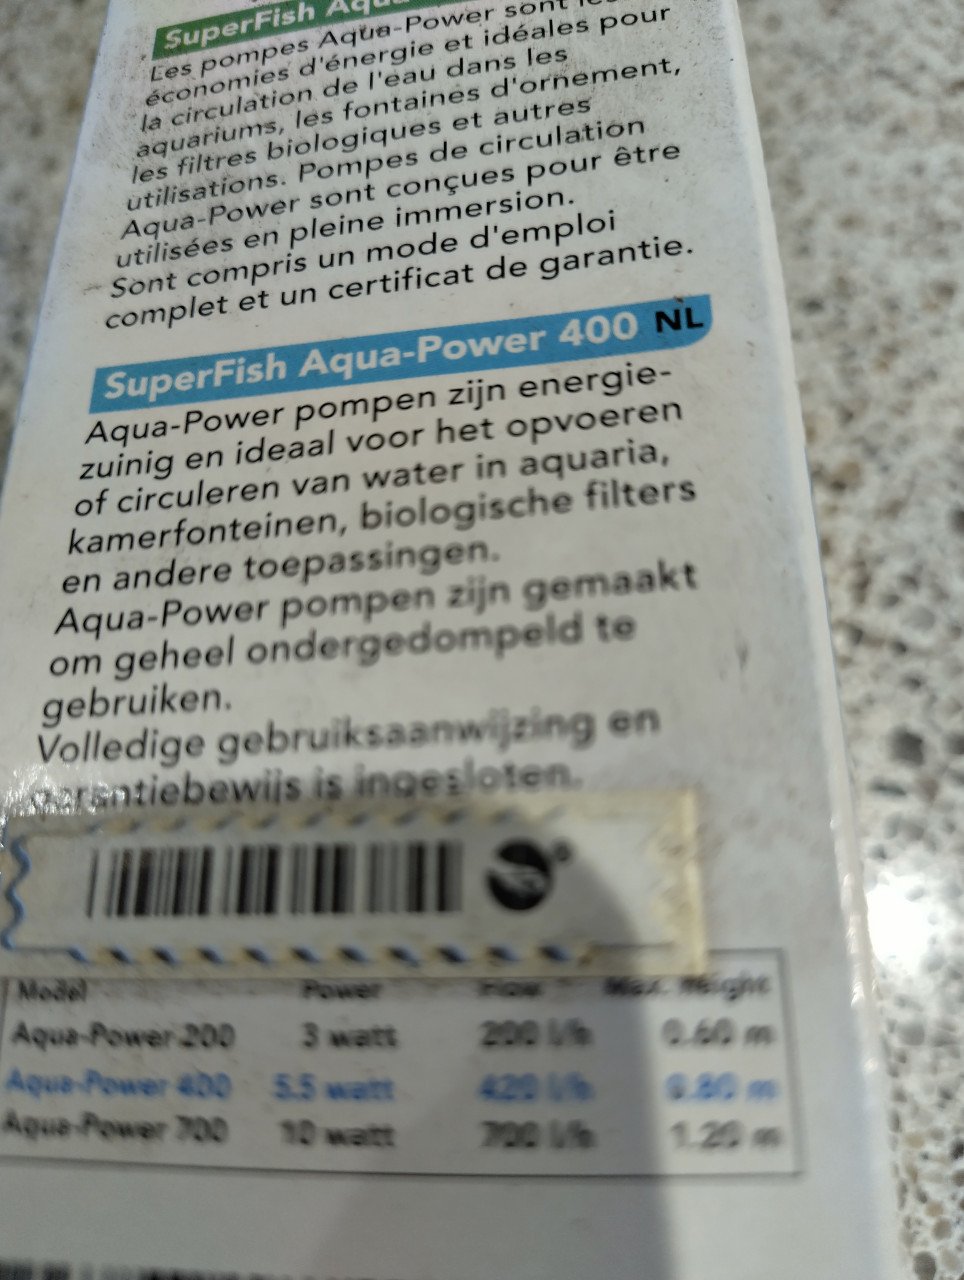 SuperFish Aqua
Les pompes Aqua-Power sont
économies d'énergie et idéales pour
la circulation de l'eau dans les
aquariums, les fontaines d'ornement,
les filtres biologiques et autres
utilisations. Pompes de circulation
Aqua-Power sont conçues pour être
utilisées en pleine immersion.
Sont compris un mode d'emploi
complet et un certificat de garantie.
SuperFish Aqua-Power 400 NL
Aqua-Power pompen zijn energie-
zuinig en ideaal voor het opvoeren
of circuleren van water in aquaria,
kamerfonteinen, biologische filters
en andere toepassingen.
Aqua-Power pompen zijn gemaakt
om geheel ondergedompeld te
gebruiken.
Volledige gebruiksaanwijzing en
garantiebewijs is ingesloten.
Model Power Flow Max. Height
Aqua-Power 200 3 watt 200 l/h 0.60 m
Aqua-Power 400 5.5 watt 420 l/h 0.80 m
Aqua-Power 700 10 watt 700 l/h 1.20 m